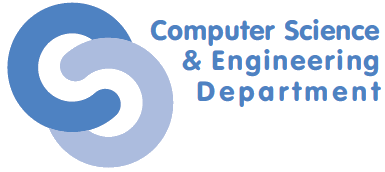 Computer Science
& Engineering
Department